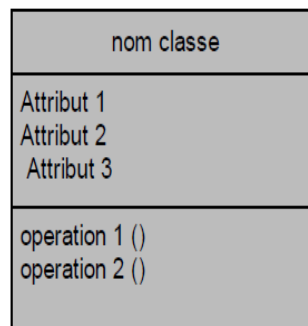 nom classe
Attribut 1
Attribut 2
Attribut 3
operation 1 ()
operation 2 ()